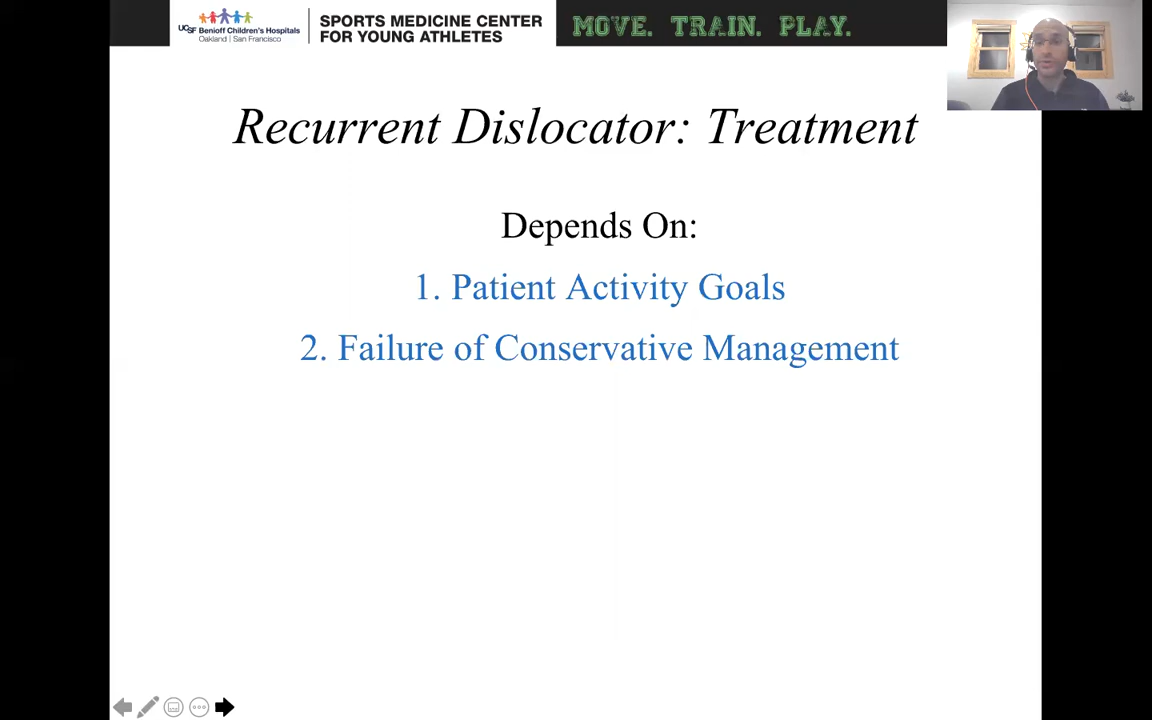 UCSF Benioff Children's Hospitals
Oakland | San Francisco
SPORTS MEDICINE CENTER
FOR YOUNG ATHLETES
MOVE. TRAIN. PLAY.
Recurrent Dislocator: Treatment
Depends On:
1. Patient Activity Goals
2. Failure of Conservative Management